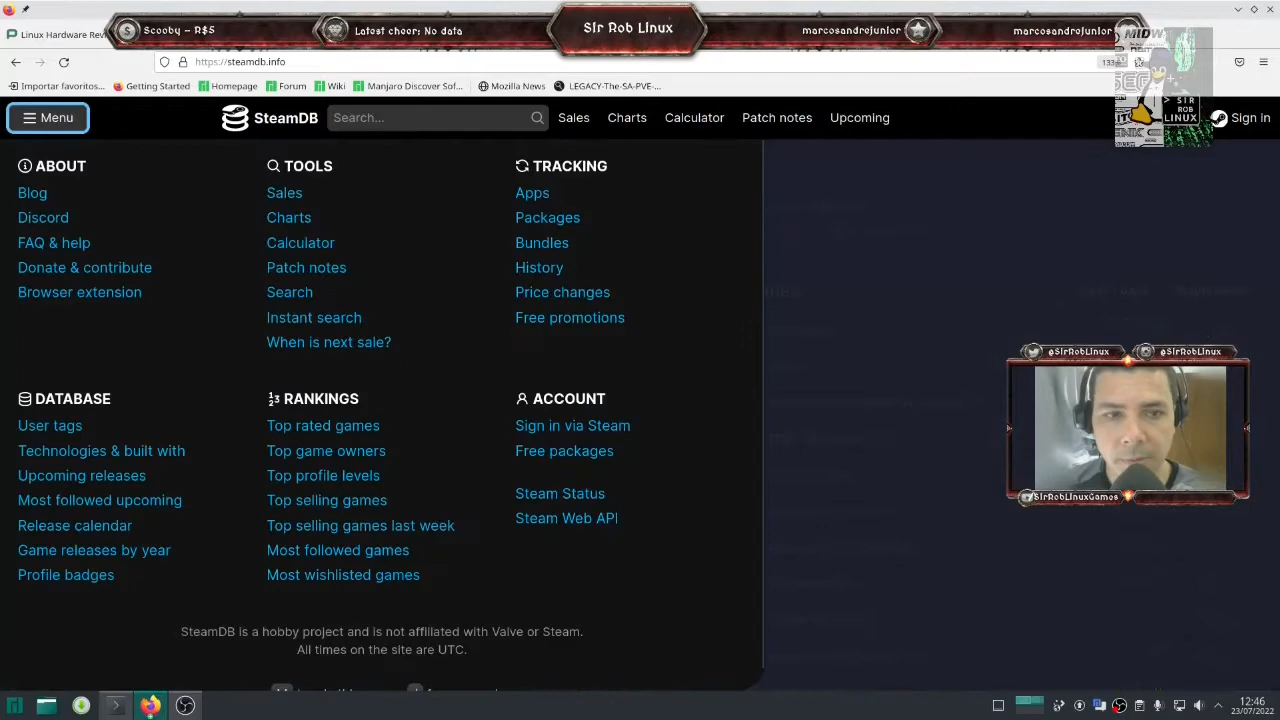 Scooby - R$5
Latest cheer: No data
Sir Rob Linux
marcosandrejunior
marcosandrejunior
Linux Hardware Rev
https://steamdb.info
133
Importar favoritos...
Getting Started
Homepage
Forum
Wiki
Manjaro Discover Sof...
Mozilla News
LEGACY-The-SA-PVE-...
Menu
SteamDB
Search...
Sales
Charts
Calculator
Patch notes
Upcoming
Sign in
MIDW
> SIR
ROB
LINUX
ABOUT
Blog
Discord
FAQ & help
Donate & contribute
Browser extension
TOOLS
Sales
Charts
Calculator
Patch notes
Search
Instant search
When is next sale?
TRACKING
Apps
Packages
Bundles
History
Price changes
Free promotions
DATABASE
User tags
Technologies & built with
Upcoming releases
Most followed upcoming
Release calendar
Game releases by year
Profile badges
RANKINGS
Top rated games
Top game owners
Top profile levels
Top selling games
Top selling games last week
Most followed games
Most wishlisted games
ACCOUNT
Sign in via Steam
Free packages
Steam Status
Steam Web API
SteamDB is a hobby project and is not affiliated with Valve or Steam.
All times on the site are UTC.
@SirRobLinux
@SirRobLinux
SirRobLinuxGames
12:46
23/07/2022